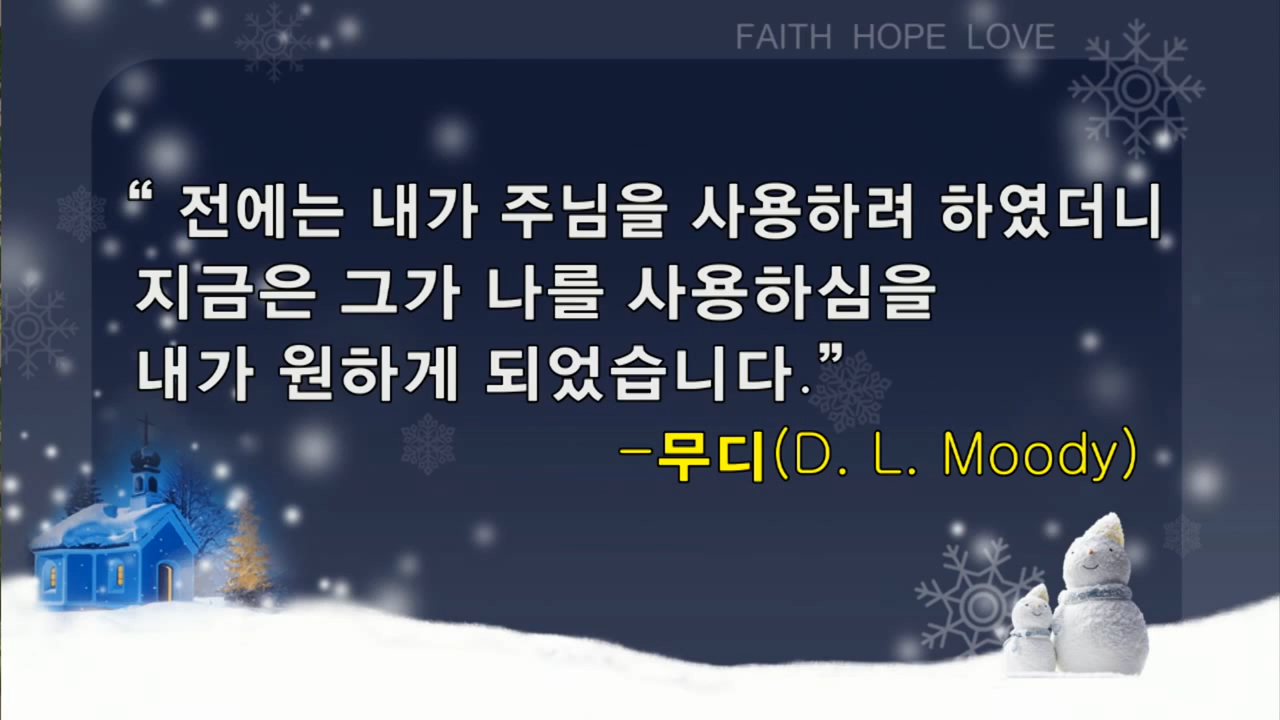 FAITH HOPE LOVE
“ 전에는 내가 주님을 사용하려 하였더니
지금은 그가 나를 사용하심을
내가 원하게 되었습니다.”
-무디(D. L. Moody)